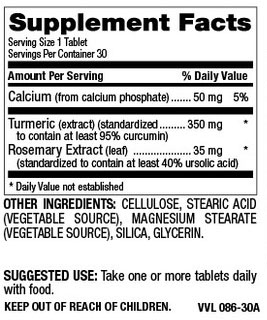 Supplement Facts
Serving Size 1 Tablet
Servings Per Container 30
Amount Per Serving % Daily Value
Calcium (from calcium phosphate)....... 50 mg 5%
Turmeric (extract) (standardized......... 350 mg *
to contain at least 95% curcumin)
Rosemary Extract (leaf) ................... 35 mg *
(standardized to contain at least 40% ursolic acid)
* Daily Value not established
OTHER INGREDIENTS: CELLULOSE, STEARIC ACID
(VEGETABLE SOURCE), MAGNESIUM STEARATE
(VEGETABLE SOURCE), SILICA, GLYCERIN.
SUGGESTED USE: Take one or more tablets daily
with food.
KEEP OUT OF REACH OF CHILDREN. VVL 086-30A